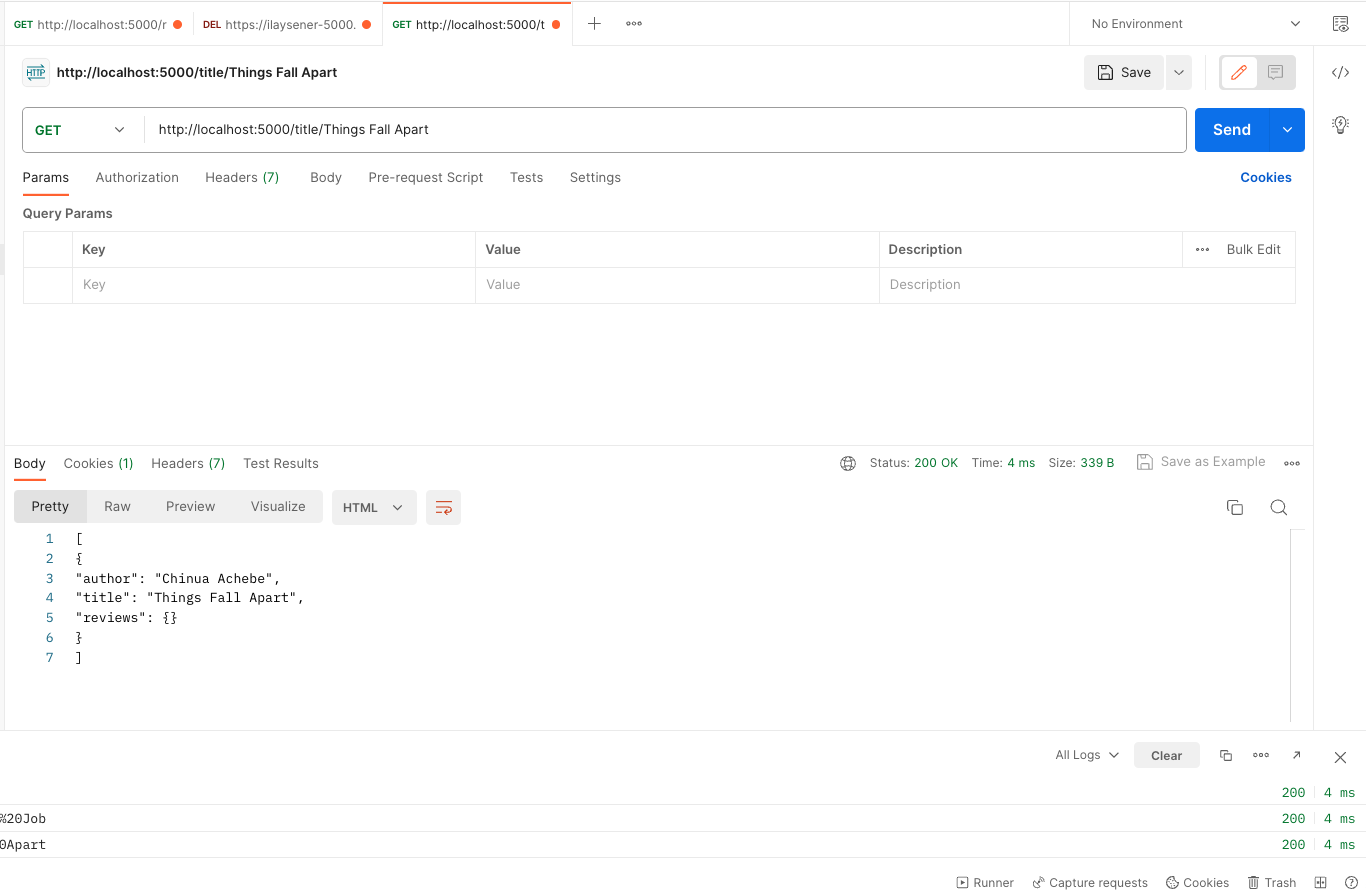 GET http://localhost:5000/r DEL https://ilaysener-5000. GET http://localhost:5000/t No Environment
HTTP http://localhost:5000/title/Things Fall Apart Save </>
GET http://localhost:5000/title/Things Fall Apart Send
Params Authorization Headers (7) Body Pre-request Script Tests Settings Cookies
Query Params
Key Value Description Bulk Edit
Key Value Description
Body Cookies (1) Headers (7) Test Results Status: 200 OK Time: 4 ms Size: 339 B Save as Example
Pretty Raw Preview Visualize HTML
1 [
2 {
3 "author": "Chinua Achebe",
4 "title": "Things Fall Apart",
5 "reviews": {}
6 }
7 ]
All Logs Clear
200 4 ms
%20Job 200 4 ms
0Apart 200 4 ms
Runner Capture requests Cookies Trash